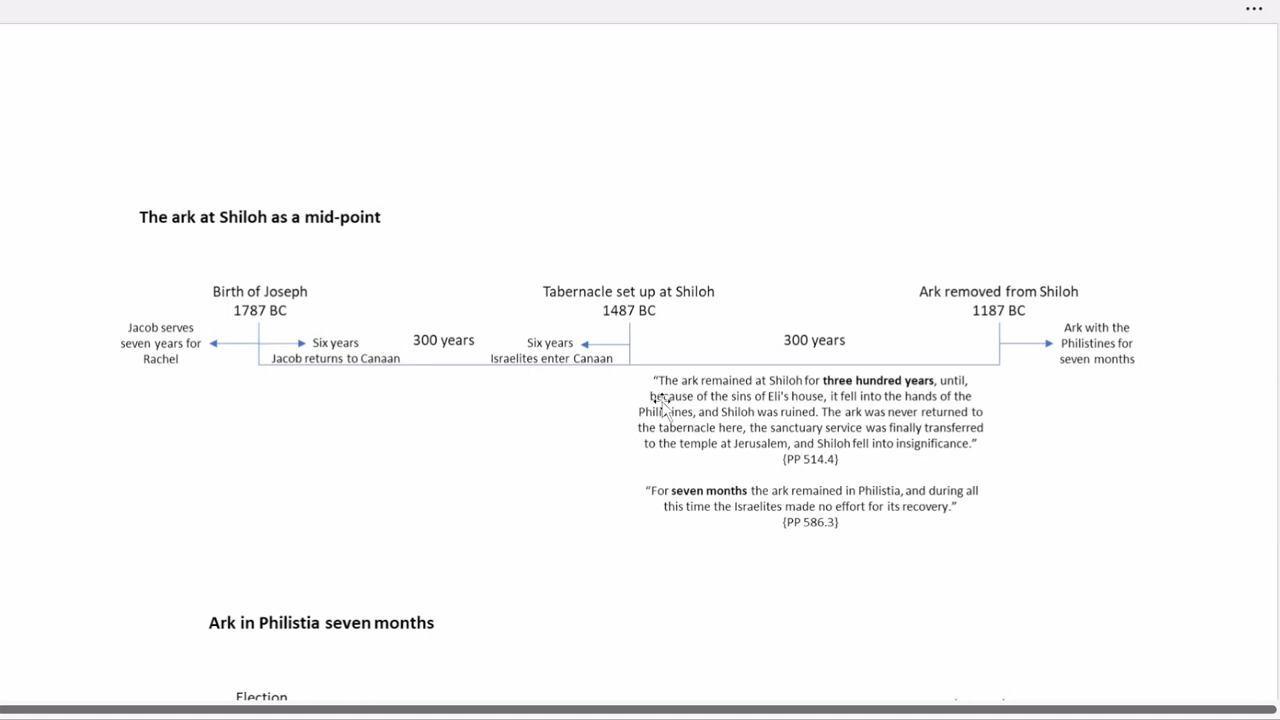 The ark at Shiloh as a mid-point
Birth of Joseph
1787 BC
Tabernacle set up at Shiloh
1487 BC
Ark removed from Shiloh
1187 BC
Jacob serves
seven years for
Rachel
Six years
Jacob returns to Canaan
300 years
Six years
Israelites enter Canaan
300 years
Ark with the
Philistines for
seven months
“The ark remained at Shiloh for three hundred years, until,
because of the sins of Eli's house, it fell into the hands of the
Philistines, and Shiloh was ruined. The ark was never returned to
the tabernacle here, the sanctuary service was finally transferred
to the temple at Jerusalem, and Shiloh fell into insignificance.”
{PP 514.4}
“For seven months the ark remained in Philistia, and during all
this time the Israelites made no effort for its recovery.”
{PP 586.3}
Ark in Philistia seven months
Election